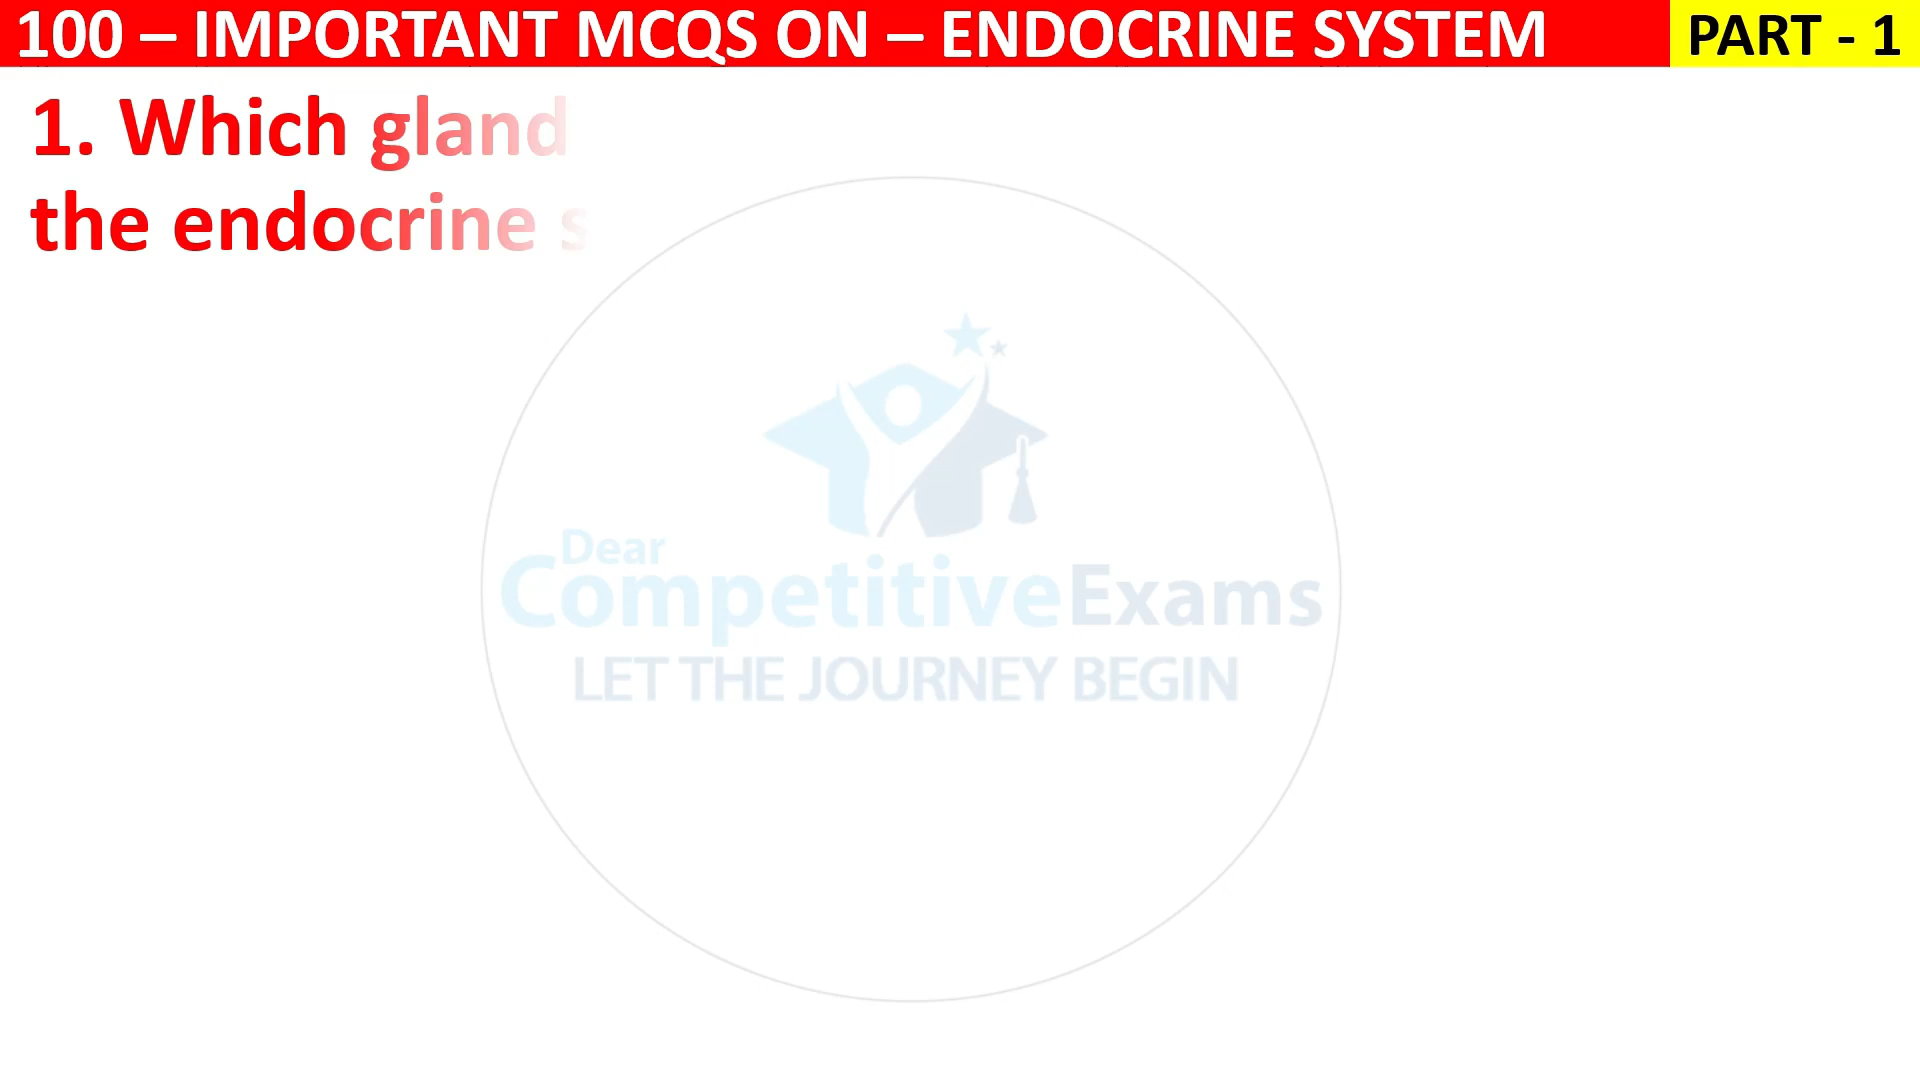 100 – IMPORTANT MCQS ON – ENDOCRINE SYSTEM
PART - 1
1. Which gland
the endocrine s
Dear
CompetitiveExams
LET THE JOURNEY BEGIN